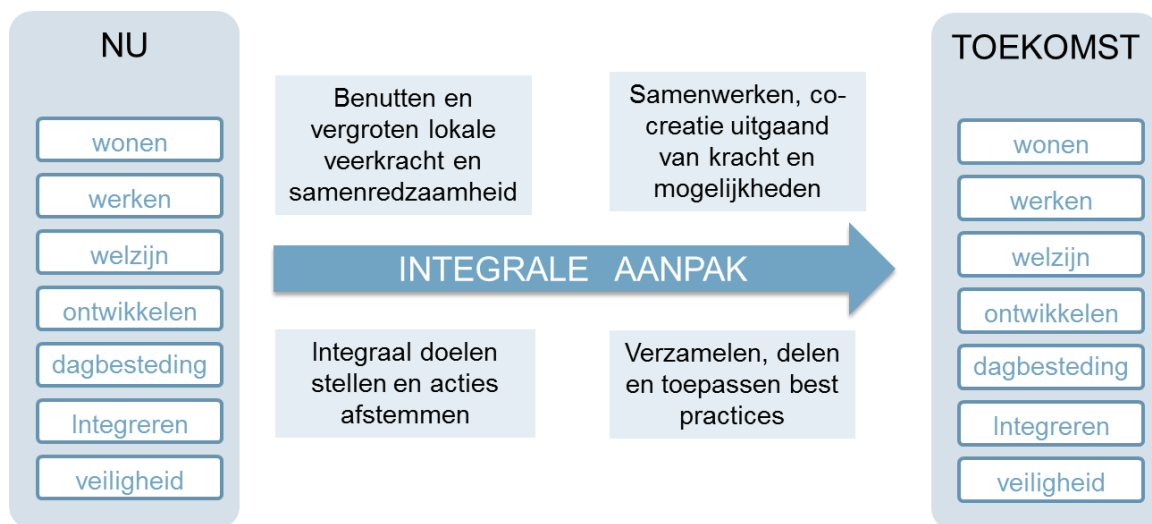 NU
wonen
werken
welzijn
ontwikkelen
dagbesteding
Integreren
veiligheid
Benutten en
vergroten lokale
veerkracht en
samenredzaamheid
Samenwerken, co-
creatie uitgaand
van kracht en
mogelijkheden
INTEGRALE AANPAK
Integraal doelen
stellen en acties
afstemmen
Verzamelen, delen
en toepassen best
practices
TOEKOMST
wonen
werken
welzijn
ontwikkelen
dagbesteding
Integreren
veiligheid